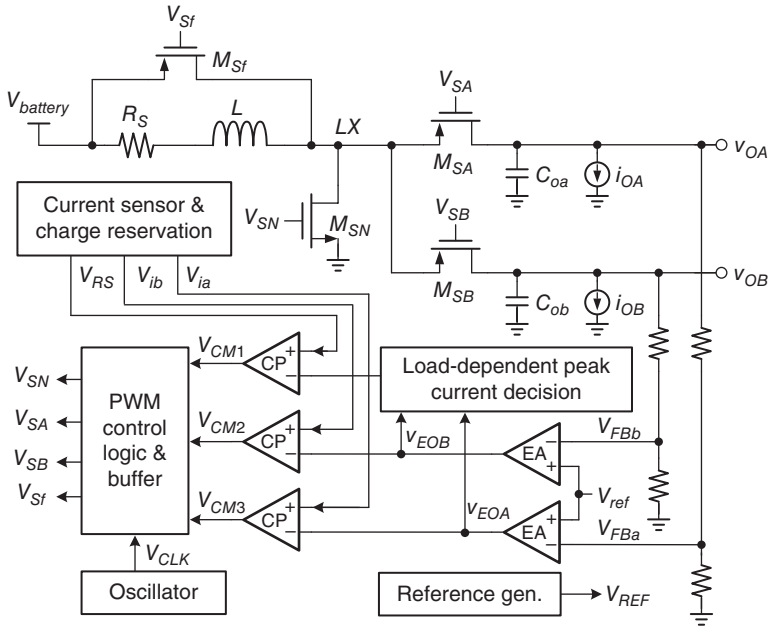 V_Sf
M_Sf
V_battery
R_S
L
LX
V_SA
M_SA
C_oa
i_OA
v_OA
Current sensor &
charge reservation
V_SN
M_SN
V_SB
M_SB
C_ob
i_OB
v_OB
V_RS
V_ib
V_ia
V_CM1
CP
+
−
Load-dependent peak
current decision
V_SN
V_SA
V_SB
V_Sf
PWM
control
logic &
buffer
V_CM2
CP
+
−
v_EOB
EA
−
+
V_FBb
V_ref
V_CM3
CP
+
−
v_EOA
EA
+
−
V_FBa
V_CLK
Oscillator
Reference gen.
V_REF